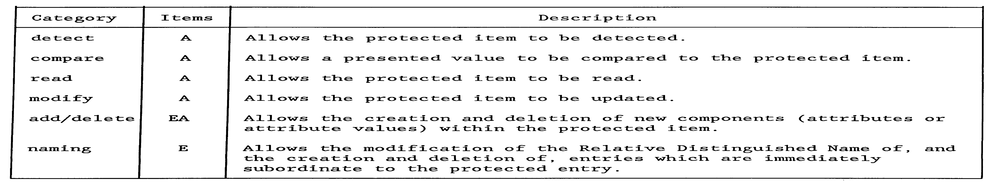 Category Items Description
detect A Allows the protected item to be detected.
compare A Allows a presented value to be compared to the protected item.
read A Allows the protected item to be read.
modify A Allows the protected item to be updated.
add/delete EA Allows the creation and deletion of new components (attributes or
attribute values) within the protected item.
naming E Allows the modification of the Relative Distinguished Name of, and
the creation and deletion of, entries which are immediately
subordinate to the protected entry.